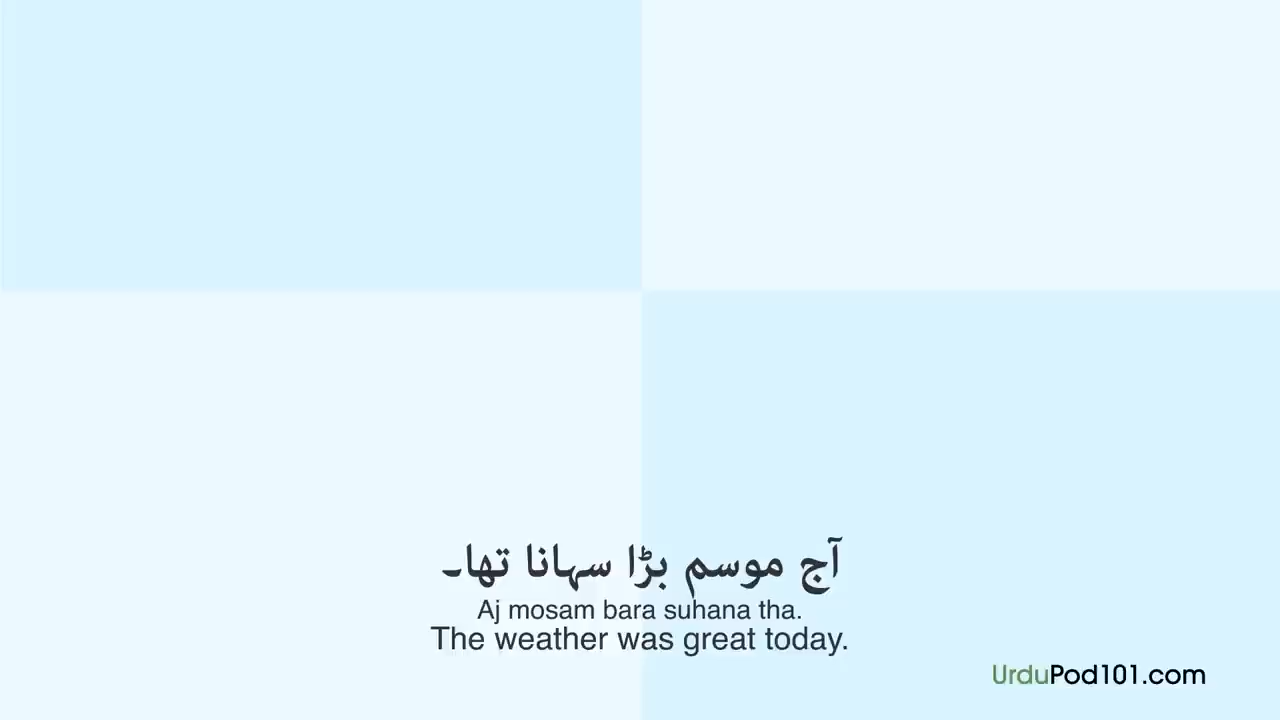 آج موسم بڑا سہانا تھا۔
Aj mosam bara suhana tha.
The weather was great today.
UrduPod101.com